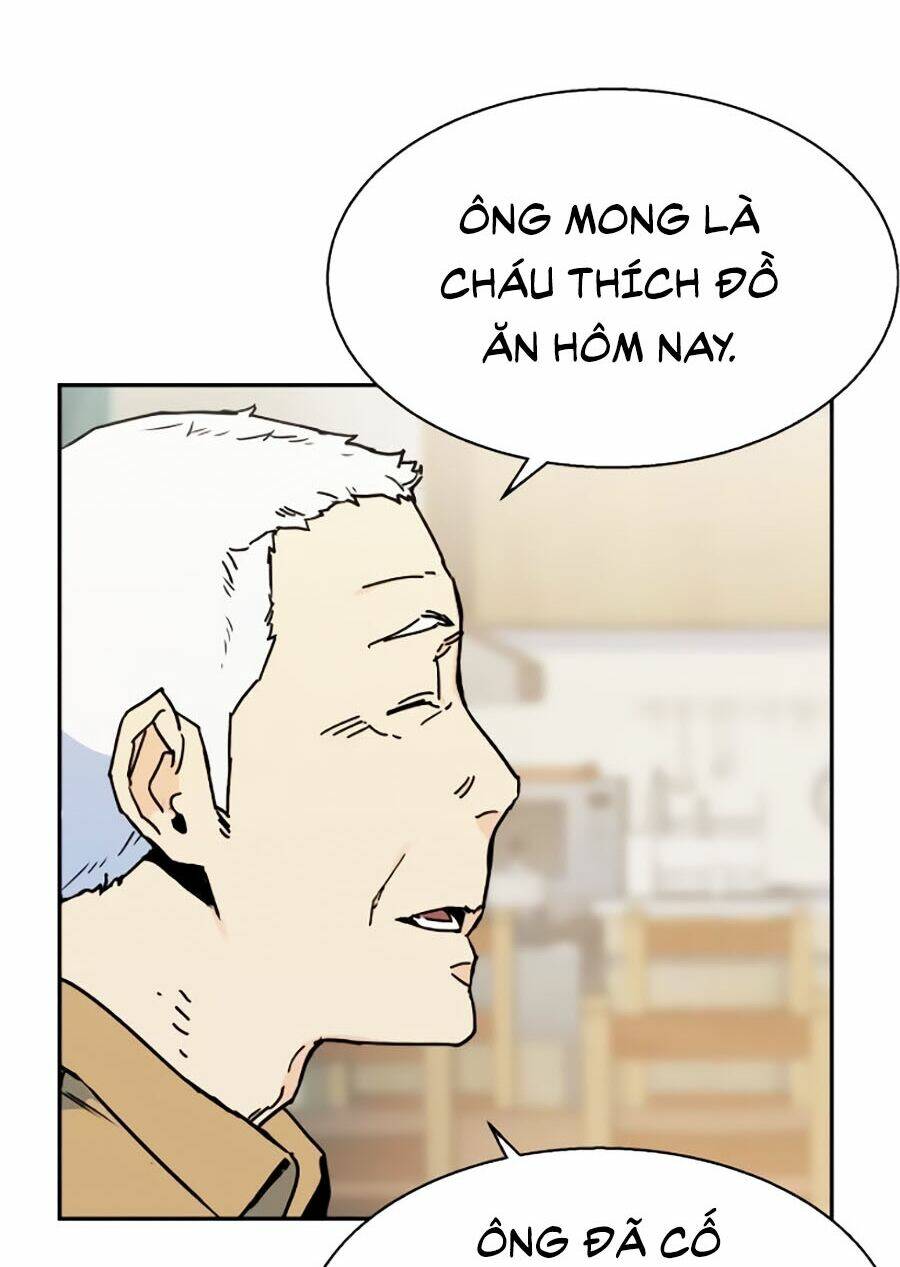 ÔNG MONG LÀ
CHÁU THÍCH ĐỒ
ĂN HÔM NAY.
ÔNG ĐÃ CỐ